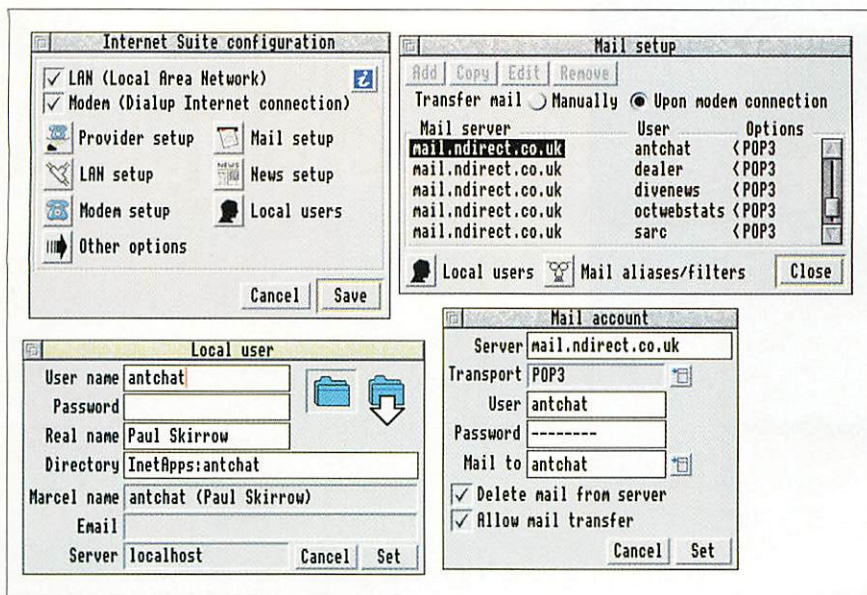 Internet Suite configuration
LAN (Local Area Network)
Modem (Dialup Internet connection)
Provider setup Mail setup
LAN setup NEWS News setup
Modem setup Local users
Other options
Cancel Save
Mail setup
Add Copy Edit Remove
Transfer mail Manually Upon modem connection
Mail server User Options
mail.ndirect.co.uk antchat <POP3
mail.ndirect.co.uk dealer <POP3
mail.ndirect.co.uk divenews <POP3
mail.ndirect.co.uk octwebstats <POP3
mail.ndirect.co.uk sarc <POP3
Local users Mail aliases/filters Close
Local user
User name antchat
Password
Real name Paul Skirrow
Directory InetApps:antchat
Marcel name antchat (Paul Skirrow)
Email
Server localhost Cancel Set
Mail account
Server mail.ndirect.co.uk
Transport POP3
User antchat
Password --------
Mail to antchat
Delete mail from server
Allow mail transfer
Cancel Set